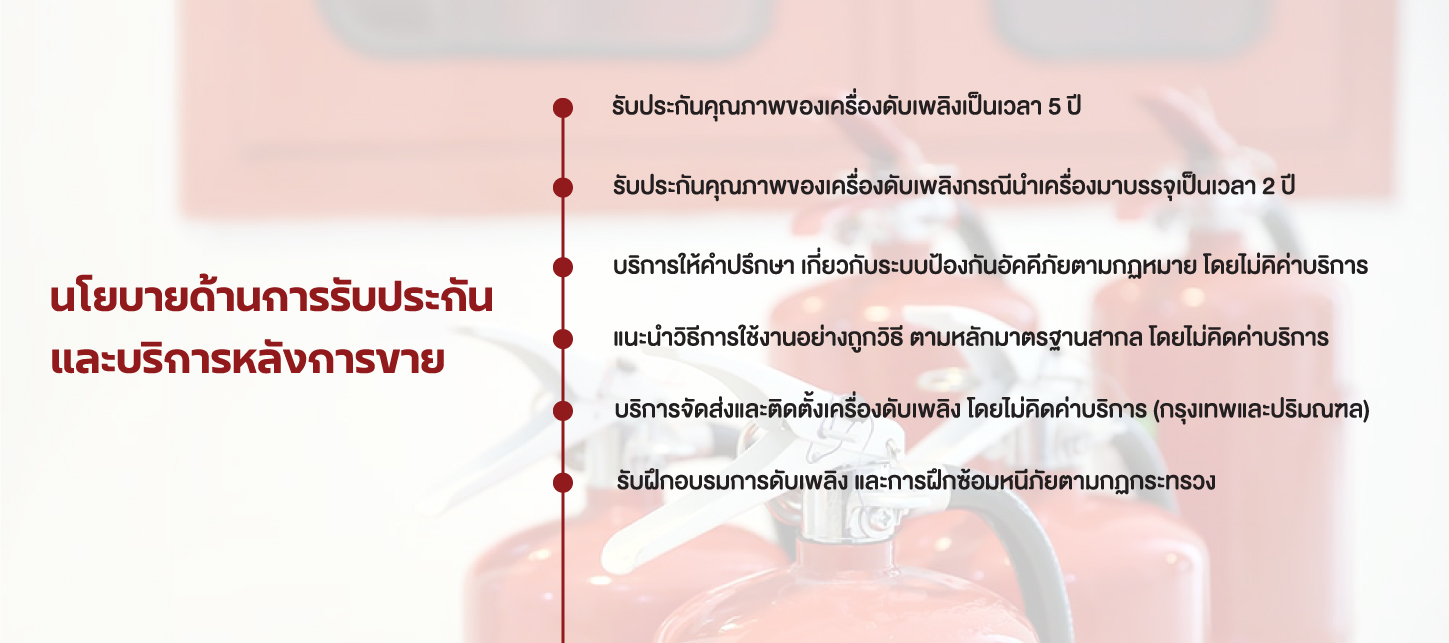 นโยบายด้านการรับประกัน
และบริการหลังการขาย
รับประกันคุณภาพของเครื่องดับเพลิงเป็นเวลา 5 ปี
รับประกันคุณภาพของเครื่องดับเพลิงกรณีนำเครื่องมาบรรจุเป็นเวลา 2 ปี
บริการให้คำปรึกษา เกี่ยวกับระบบป้องกันอัคคีภัยตามกฎหมาย โดยไม่คิค่าบริการ
แนะนำวิธีการใช้งานอย่างถูกวิธี ตามหลักมาตรฐานสากล โดยไม่คิดค่าบริการ
บริการจัดส่งและติดตั้งเครื่องดับเพลิง โดยไม่คิดค่าบริการ (กรุงเทพและปริมณฑล)
รับฝึกอบรมการดับเพลิง และการฝึกซ้อมหนีภัยตามกฎกระทรวง